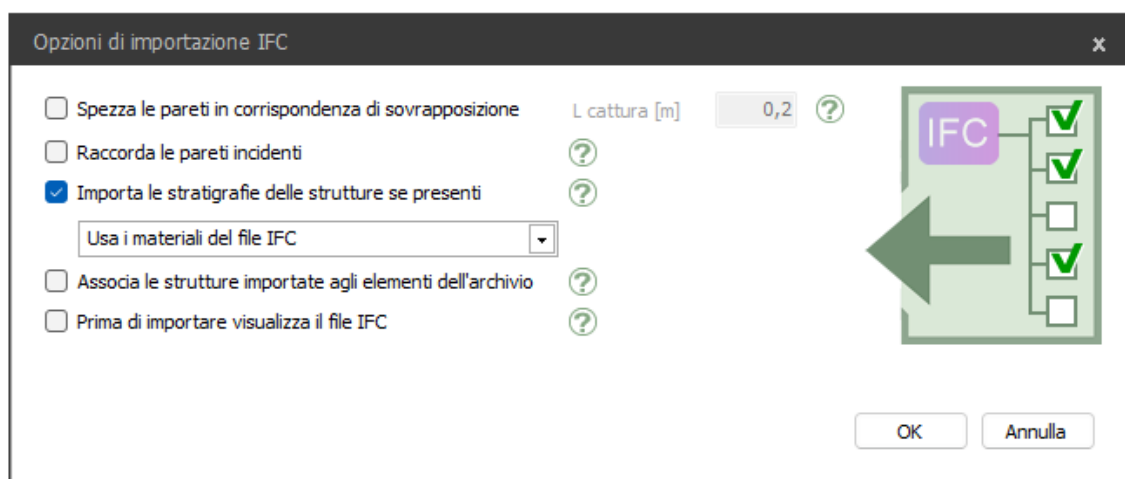 Opzioni di importazione IFC x
Spezza le pareti in corrispondenza di sovrapposizione L cattura [m] 0,2 ?
Raccorda le pareti incidenti ?
Importa le stratigrafie delle strutture se presenti ?
Usa i materiali del file IFC
Associa le strutture importate agli elementi dell'archivio ?
Prima di importare visualizza il file IFC ?
IFC
OK Annulla